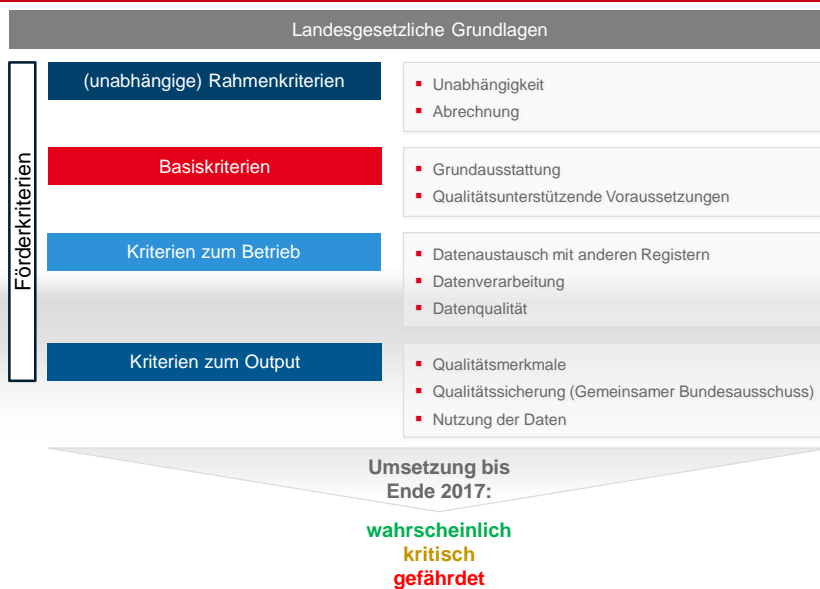 Landesgesetzliche Grundlagen
Förderkriterien
(unabhängige) Rahmenkriterien
Unabhängigkeit
Abrechnung
Basiskriterien
Grundausstattung
Qualitätsunterstützende Voraussetzungen
Kriterien zum Betrieb
Datenaustausch mit anderen Registern
Datenverarbeitung
Datenqualität
Kriterien zum Output
Qualitätsmerkmale
Qualitätssicherung (Gemeinsamer Bundesausschuss)
Nutzung der Daten
Umsetzung bis
Ende 2017:
wahrscheinlich
kritisch
gefährdet